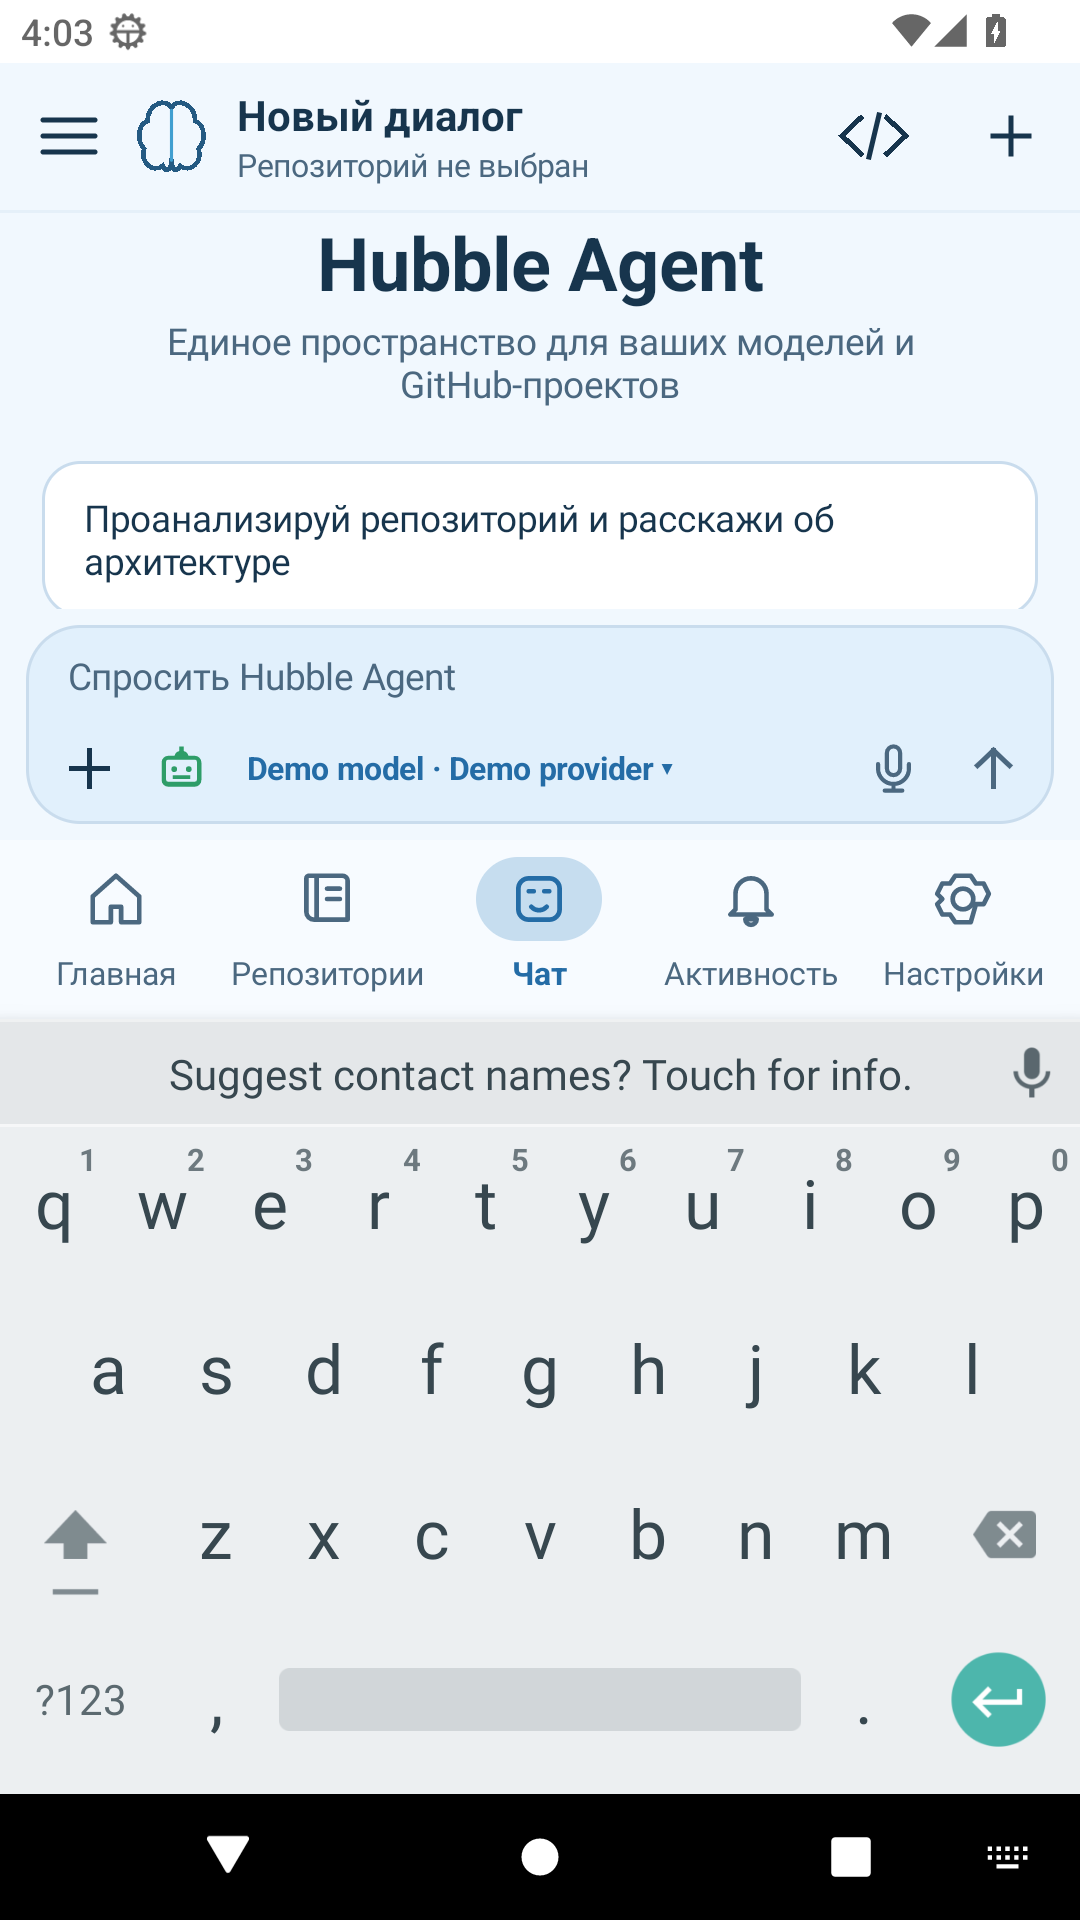 4:03
Новый диалог
Репозиторий не выбран
Hubble Agent
Единое пространство для ваших моделей и
GitHub-проектов
Проанализируй репозиторий и расскажи об
архитектуре
Спросить Hubble Agent
Demo model · Demo provider ▾
Главная Репозитории Чат Активность Настройки
Suggest contact names? Touch for info.
1 2 3 4 5 6 7 8 9 0
q w e r t y u i o p
a s d f g h j k l
z x c v b n m
?123 , .